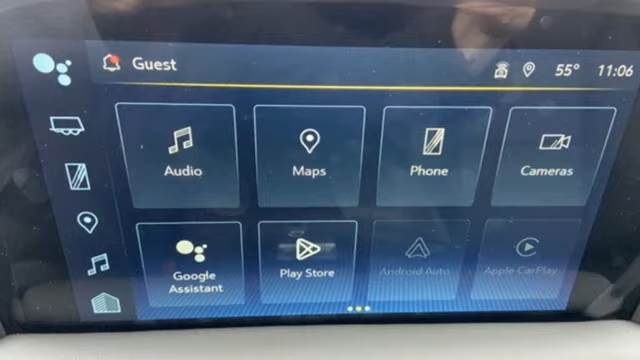 Guest
55°
11:06
Audio
Maps
Phone
Cameras
Google
Assistant
Play Store
Android Auto
Apple CarPlay